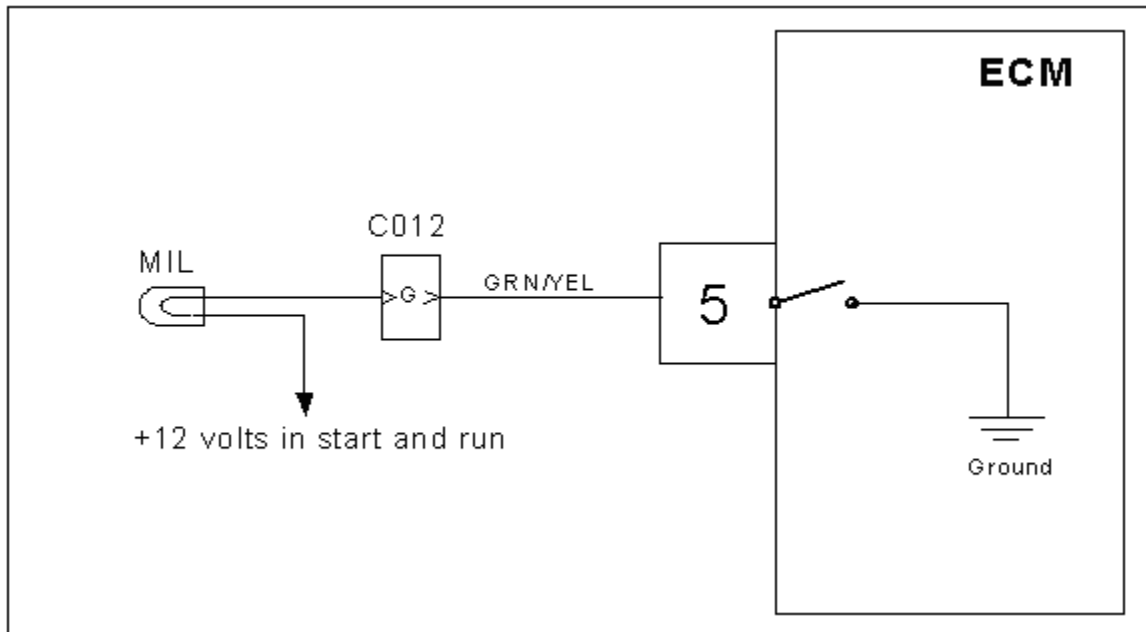 ECM
C012
MIL
G
GRN/YEL
5
+12 volts in start and run
Ground